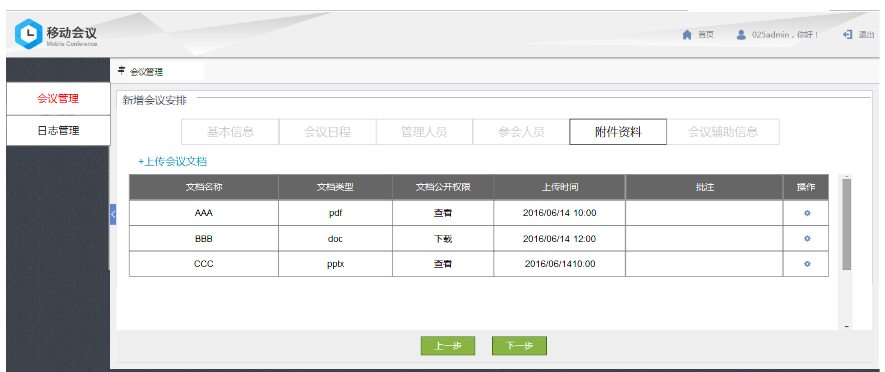 移动会议
Mobile Conference
首页 025admin，你好！ 退出
会议管理
会议管理
日志管理
新增会议安排
基本信息 会议日程 管理人员 参会人员 附件资料 会议辅助信息
+上传会议文档
文档名称 文档类型 文档公开权限 上传时间 批注 操作
AAA pdf 查看 2016/06/14 10:00
BBB doc 下载 2016/06/14 12:00
CCC pptx 查看 2016/06/1410:00
上一步 下一步